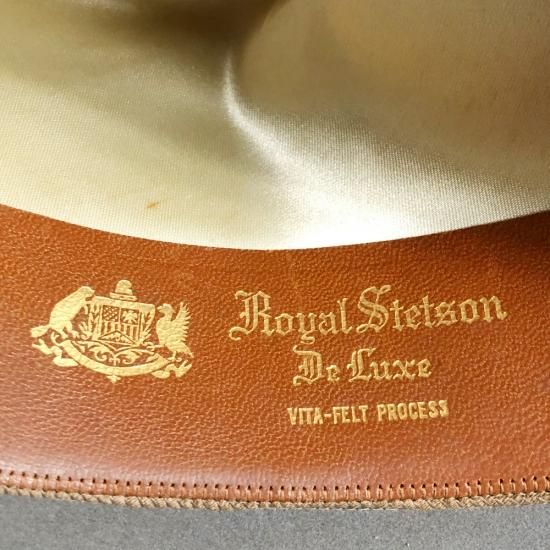 Royal Stetson
De Luxe
VITA-FELT PROCESS